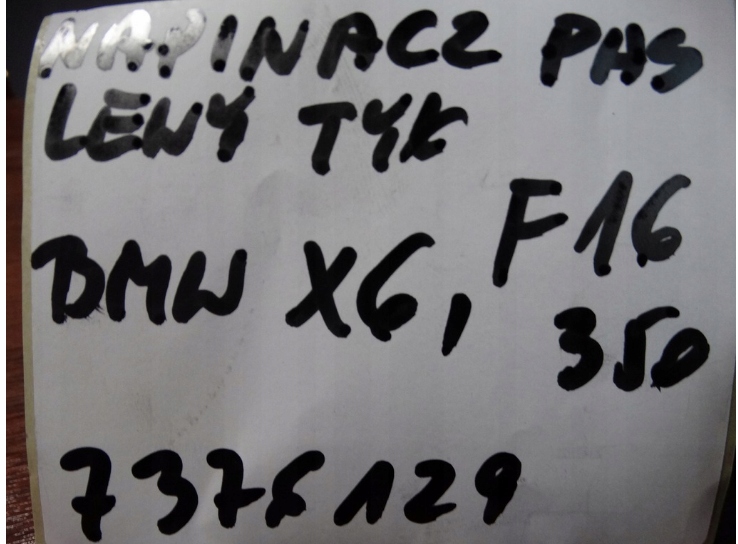 NAPINACZ PAS
LEWY TYŁ
BMW X6, F16
350
7376129